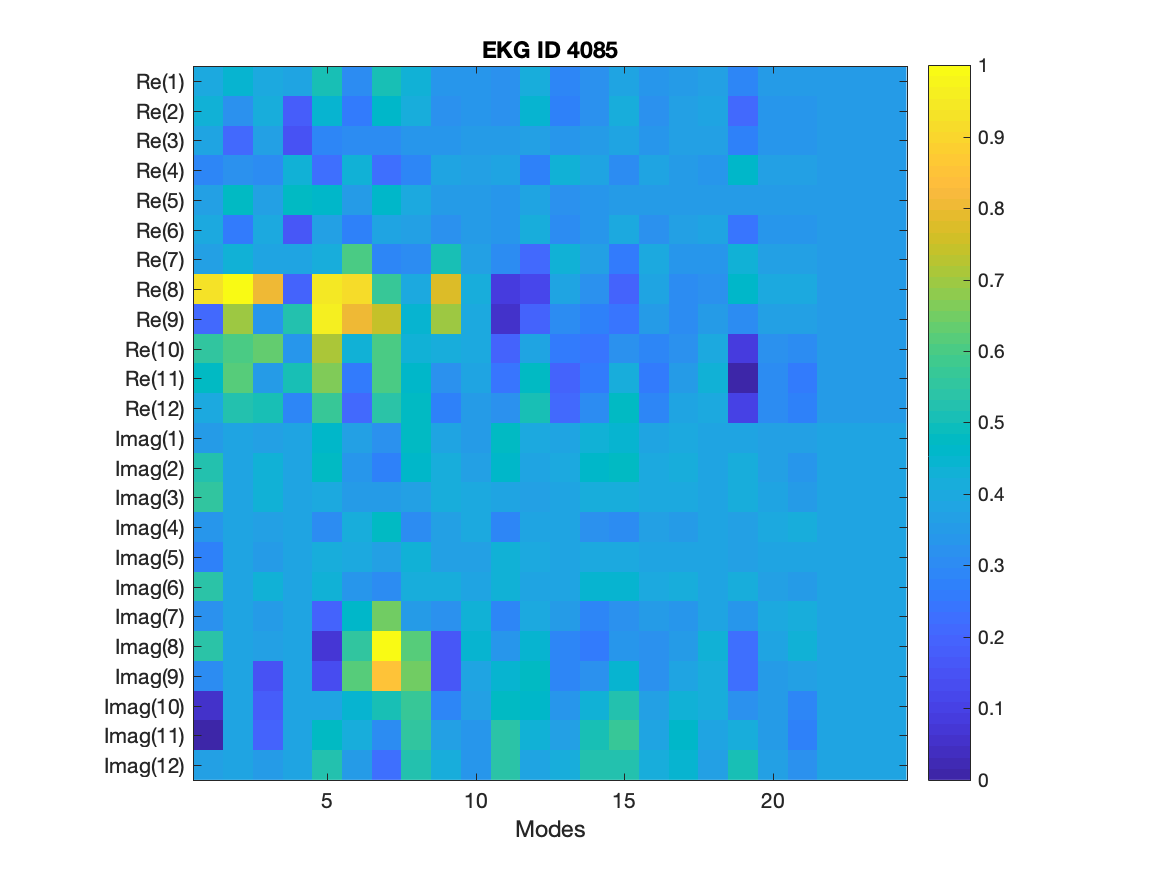 EKG ID 4085
Re(1)
Re(2)
Re(3)
Re(4)
Re(5)
Re(6)
Re(7)
Re(8)
Re(9)
Re(10)
Re(11)
Re(12)
Imag(1)
Imag(2)
Imag(3)
Imag(4)
Imag(5)
Imag(6)
Imag(7)
Imag(8)
Imag(9)
Imag(10)
Imag(11)
Imag(12)
5 10 15 20
Modes
1
0.9
0.8
0.7
0.6
0.5
0.4
0.3
0.2
0.1
0